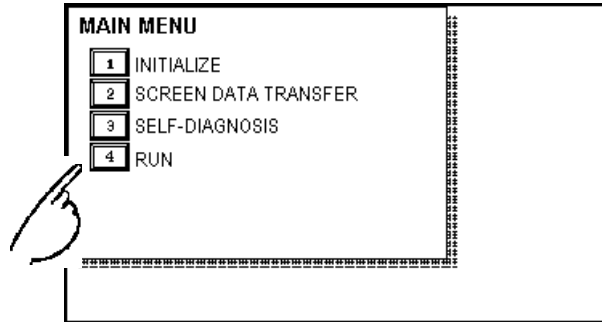 MAIN MENU
1 INITIALIZE
2 SCREEN DATA TRANSFER
3 SELF-DIAGNOSIS
4 RUN